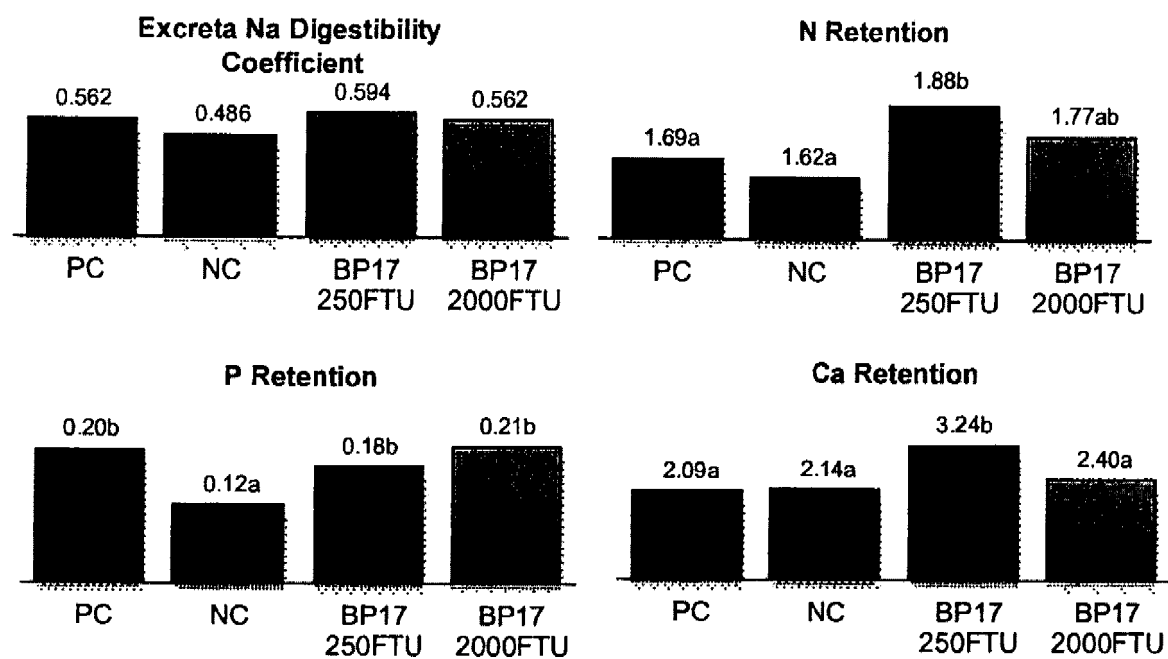 Excreta Na Digestibility
Coefficient
0.562
0.486
0.594
0.562
PC
NC
BP17
250FTU
BP17
2000FTU
N Retention
1.69a
1.62a
1.88b
1.77ab
PC
NC
BP17
250FTU
BP17
2000FTU
P Retention
0.20b
0.12a
0.18b
0.21b
PC
NC
BP17
250FTU
BP17
2000FTU
Ca Retention
2.09a
2.14a
3.24b
2.40a
PC
NC
BP17
250FTU
BP17
2000FTU